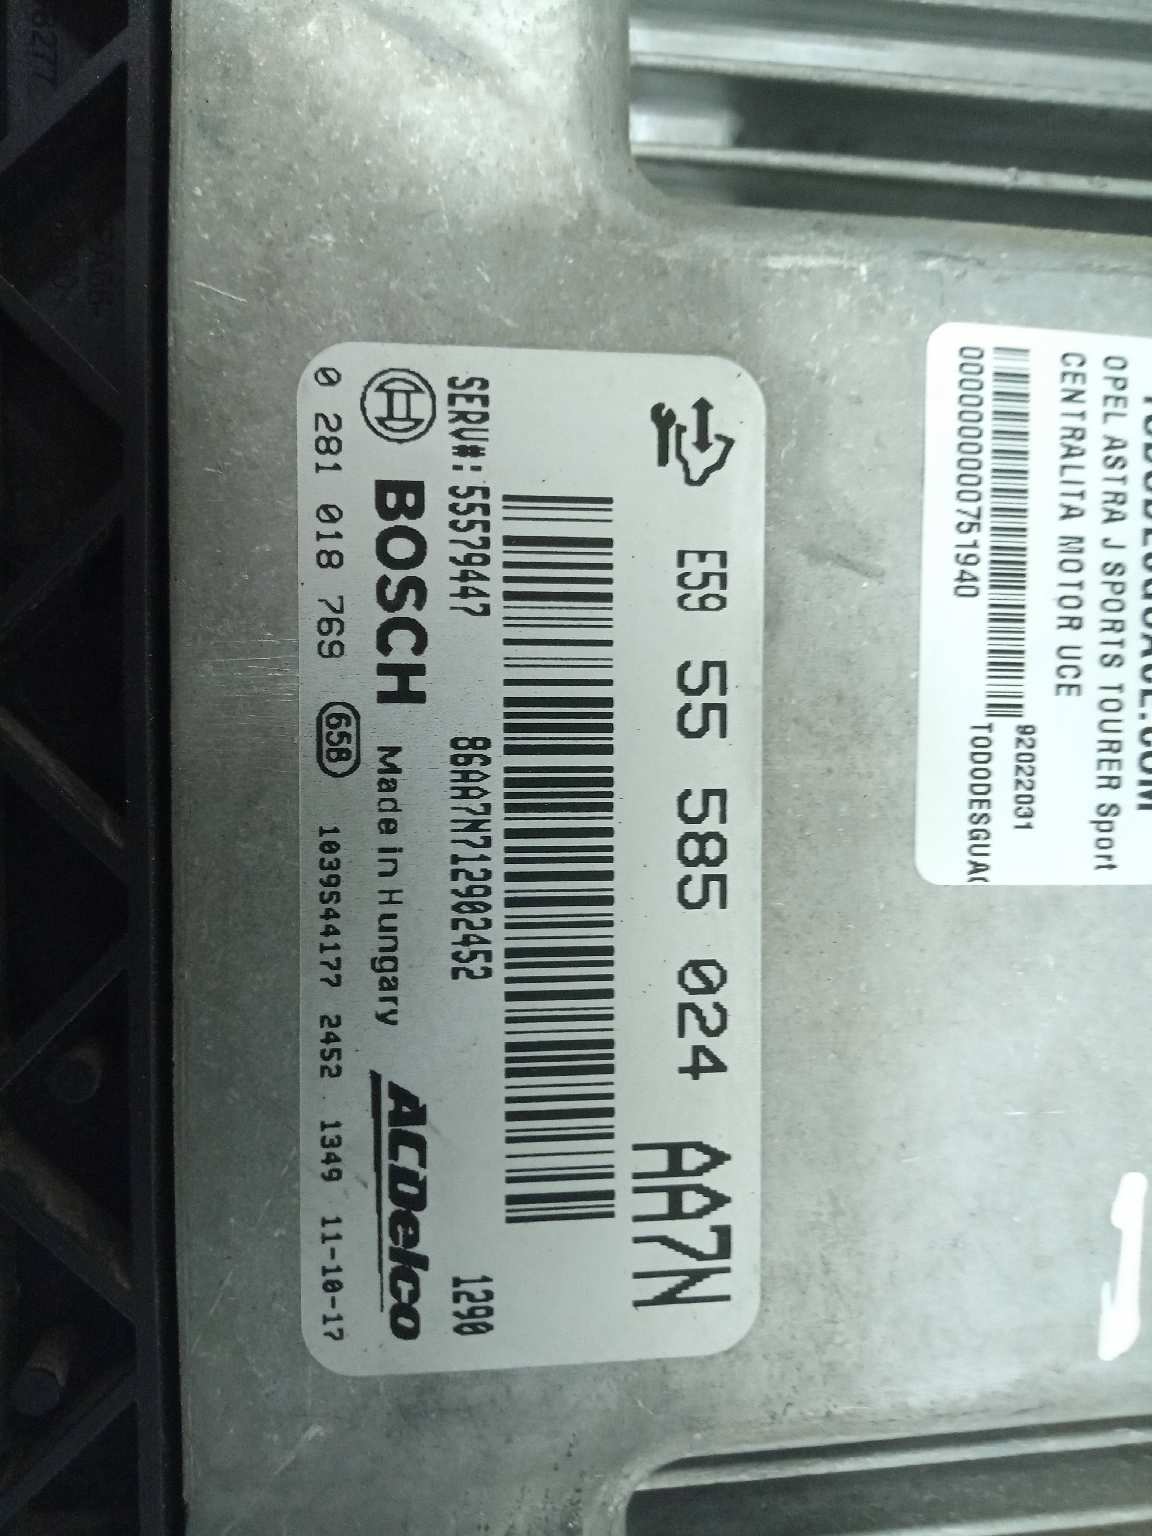 OPEL ASTRA J SPORTS TOURER Sport
CENTRALITA MOTOR UCE
92022031
000000000751940 TODODESGUAC
E59 55 585 024 AA7N
SERV#:55579447 86AA7N712902452 1290
BOSCH Made in Hungary ACDelco
0 281 018 769 65B 1039S44177 2452 1349 11-10-17